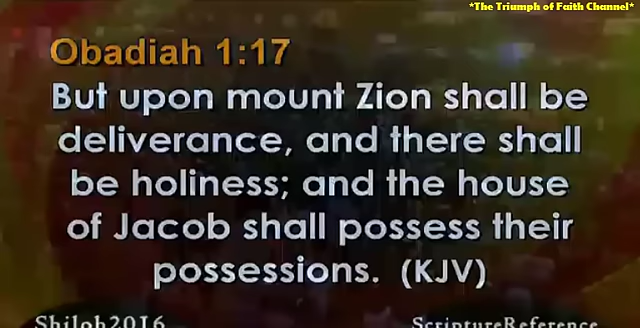 *The Triumph of Faith Channel*
Obadiah 1:17
But upon mount Zion shall be
deliverance, and there shall
be holiness; and the house
of Jacob shall possess their
possessions. (KJV)
Shiloh2016
ScriptureReference